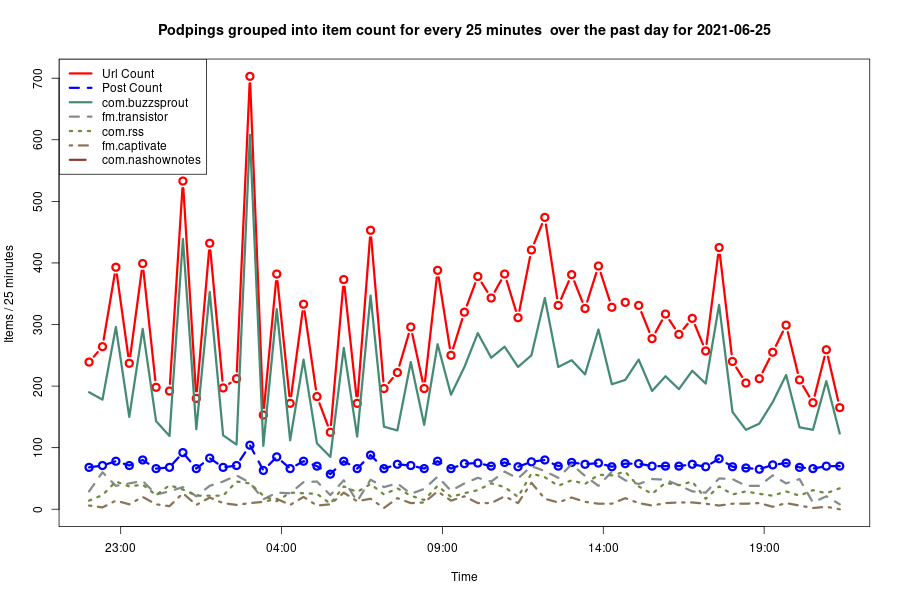 Podpings grouped into item count for every 25 minutes  over the past day for 2021-06-25
Url Count
Post Count
com.buzzsprout
fm.transistor
com.rss
fm.captivate
com.nashownotes
Items / 25 minutes
700
600
500
400
300
200
100
0
23:00 04:00 09:00 14:00 19:00
Time